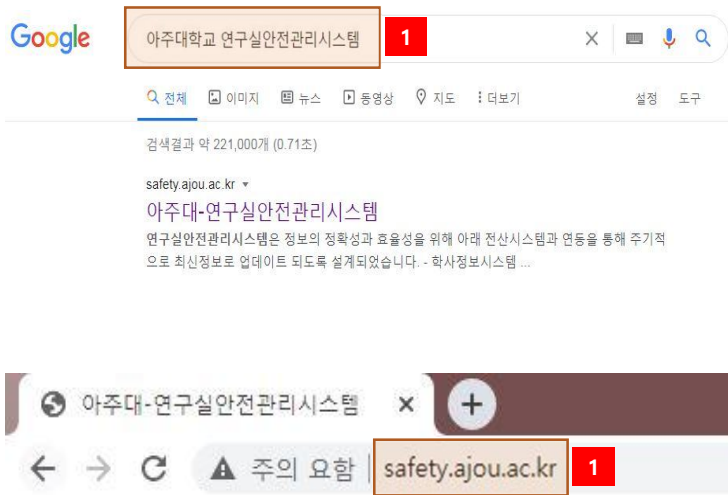 Google 아주대학교 연구실안전관리시스템 1
전체 이미지 뉴스 동영상 지도 더보기 설정 도구
검색결과 약 221,000개 (0.71초)
safety.ajou.ac.kr
아주대-연구실안전관리시스템
연구실안전관리시스템은 정보의 정확성과 효율성을 위해 아래 전산시스템과 연동을 통해 주기적
으로 최신정보로 업데이트 되도록 설계되었습니다. - 학사정보시스템 ...
아주대-연구실안전관리시스템
주의 요함 safety.ajou.ac.kr 1